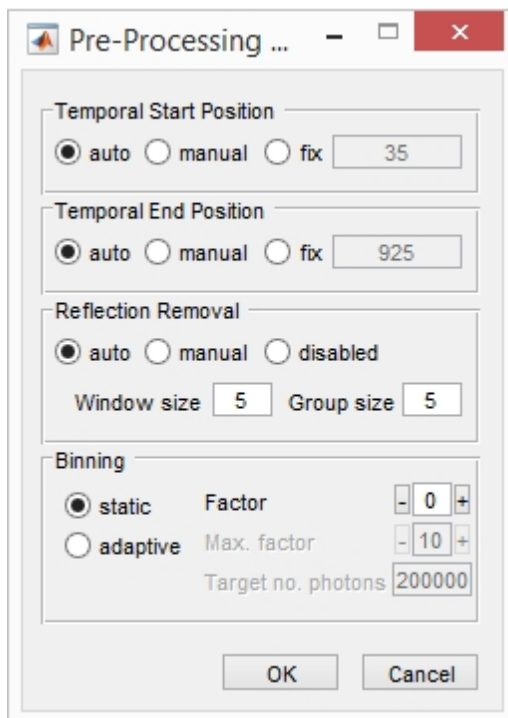 Pre-Processing ...
Temporal Start Position
auto manual fix 35
Temporal End Position
auto manual fix 925
Reflection Removal
auto manual disabled
Window size 5 Group size 5
Binning
static Factor - 0 +
adaptive Max. factor - 10 +
Target no. photons 200000
OK Cancel